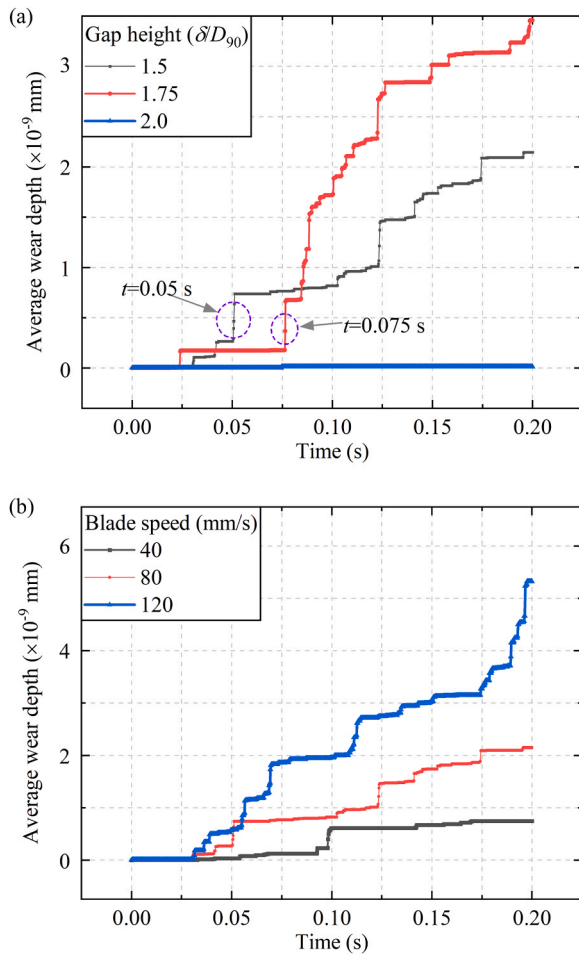 (a)
Gap height (δ/D90)
1.5
1.75
2.0
3
2
1
0
t=0.05 s
t=0.075 s
Average wear depth (×10⁻⁹ mm)
0.00 0.05 0.10 0.15 0.20
Time (s)
(b)
Blade speed (mm/s)
40
80
120
6
4
2
0
Average wear depth (×10⁻⁹ mm)
0.00 0.05 0.10 0.15 0.20
Time (s)